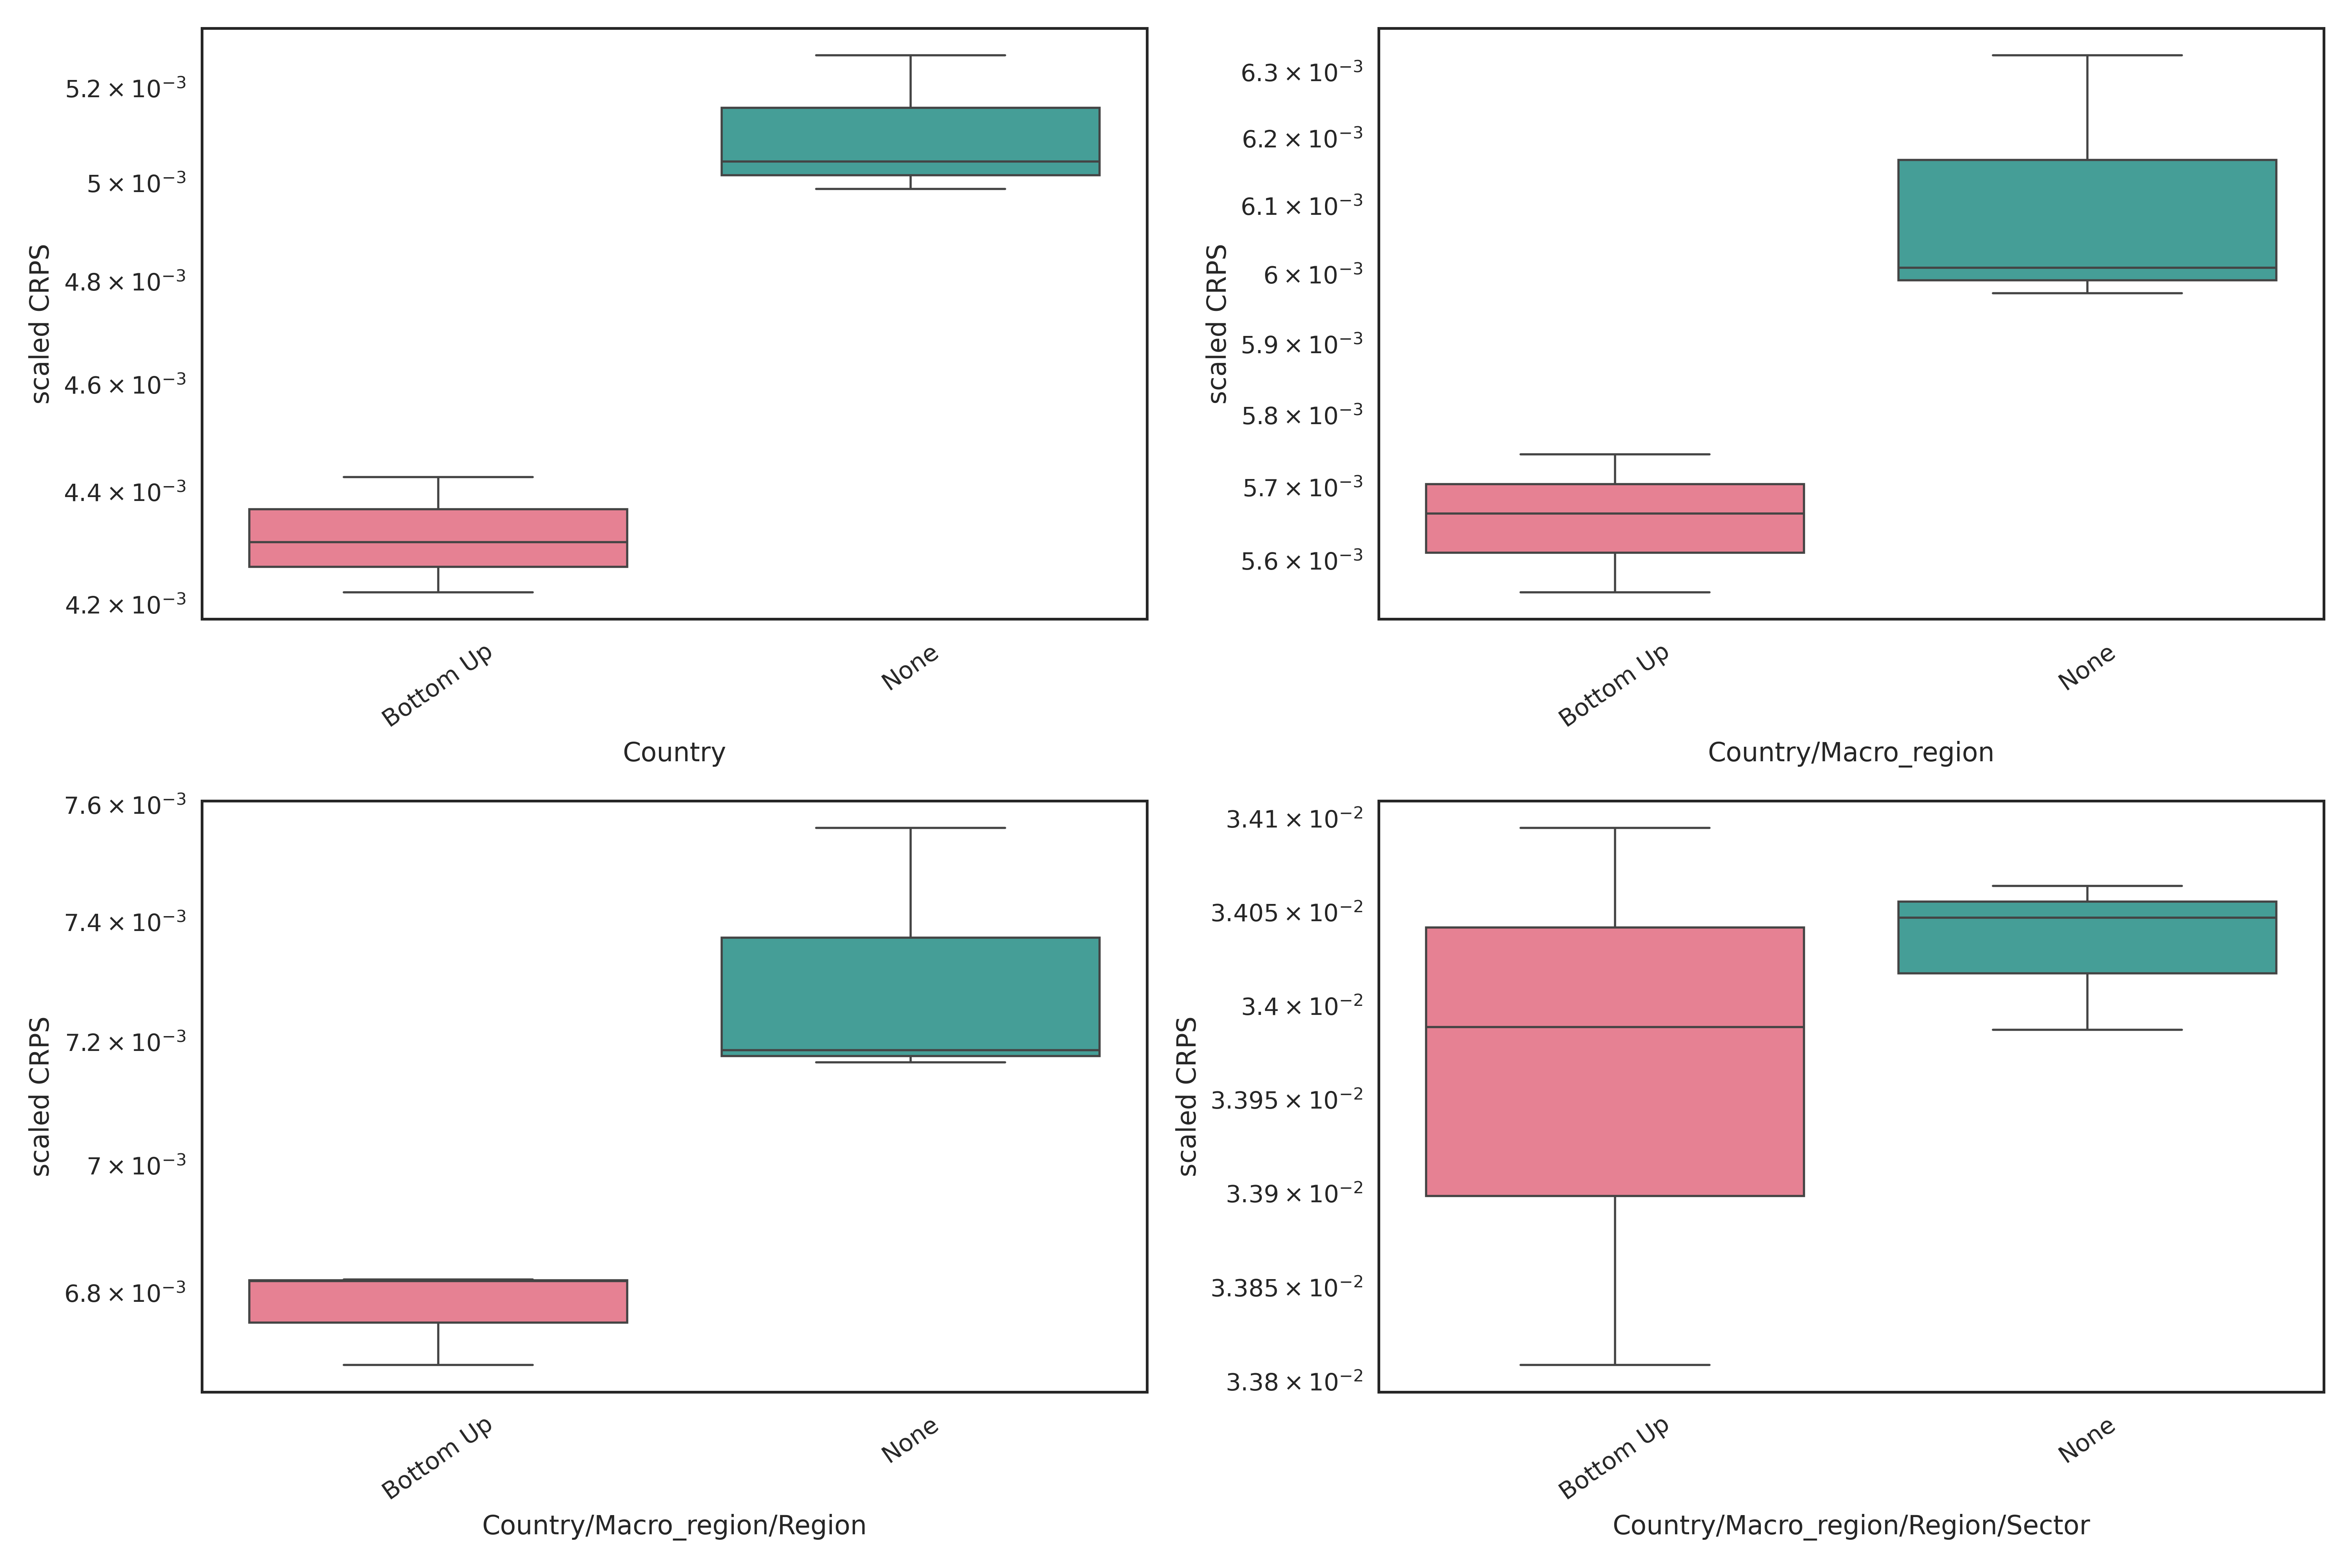 scaled CRPS
5.2 × 10⁻³
5 × 10⁻³
4.8 × 10⁻³
4.6 × 10⁻³
4.4 × 10⁻³
4.2 × 10⁻³
Bottom Up
None
Country
scaled CRPS
6.3 × 10⁻³
6.2 × 10⁻³
6.1 × 10⁻³
6 × 10⁻³
5.9 × 10⁻³
5.8 × 10⁻³
5.7 × 10⁻³
5.6 × 10⁻³
Bottom Up
None
Country/Macro_region
scaled CRPS
7.6 × 10⁻³
7.4 × 10⁻³
7.2 × 10⁻³
7 × 10⁻³
6.8 × 10⁻³
Bottom Up
None
Country/Macro_region/Region
scaled CRPS
3.41 × 10⁻²
3.405 × 10⁻²
3.4 × 10⁻²
3.395 × 10⁻²
3.39 × 10⁻²
3.385 × 10⁻²
3.38 × 10⁻²
Bottom Up
None
Country/Macro_region/Region/Sector